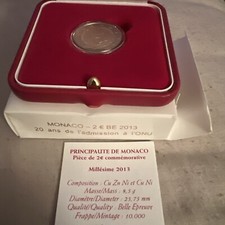 MONACO - 2 € BE 2013
20 ans de l'admission à l'ONU
PRINCIPAUTE DE MONACO
Pièce de 2€ commémorative
Millésime 2013
Composition : Cu Zn Ni et Cu Ni
Masse/Mass : 8,5 g
Diamètre/Diameter : 25,75 mm
Qualité/Quality : Belle Epreuve
Frappe/Mintage : 10.000